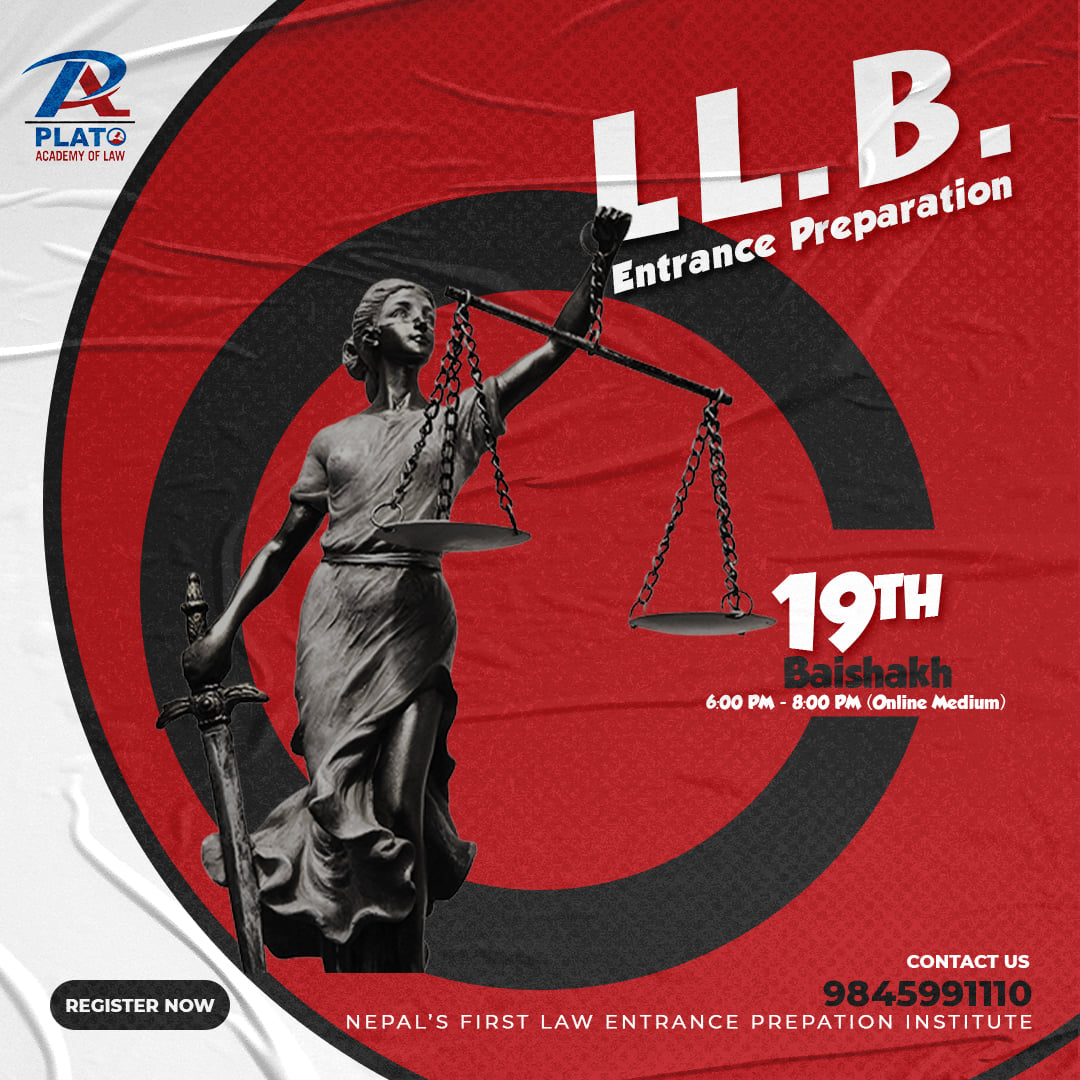 PLATO
ACADEMY OF LAW
LL.B.
Entrance Preparation
19TH
Baishakh
6:00 PM - 8:00 PM (Online Medium)
CONTACT US
9845991110
REGISTER NOW
NEPAL'S FIRST LAW ENTRANCE PREPATION INSTITUTE